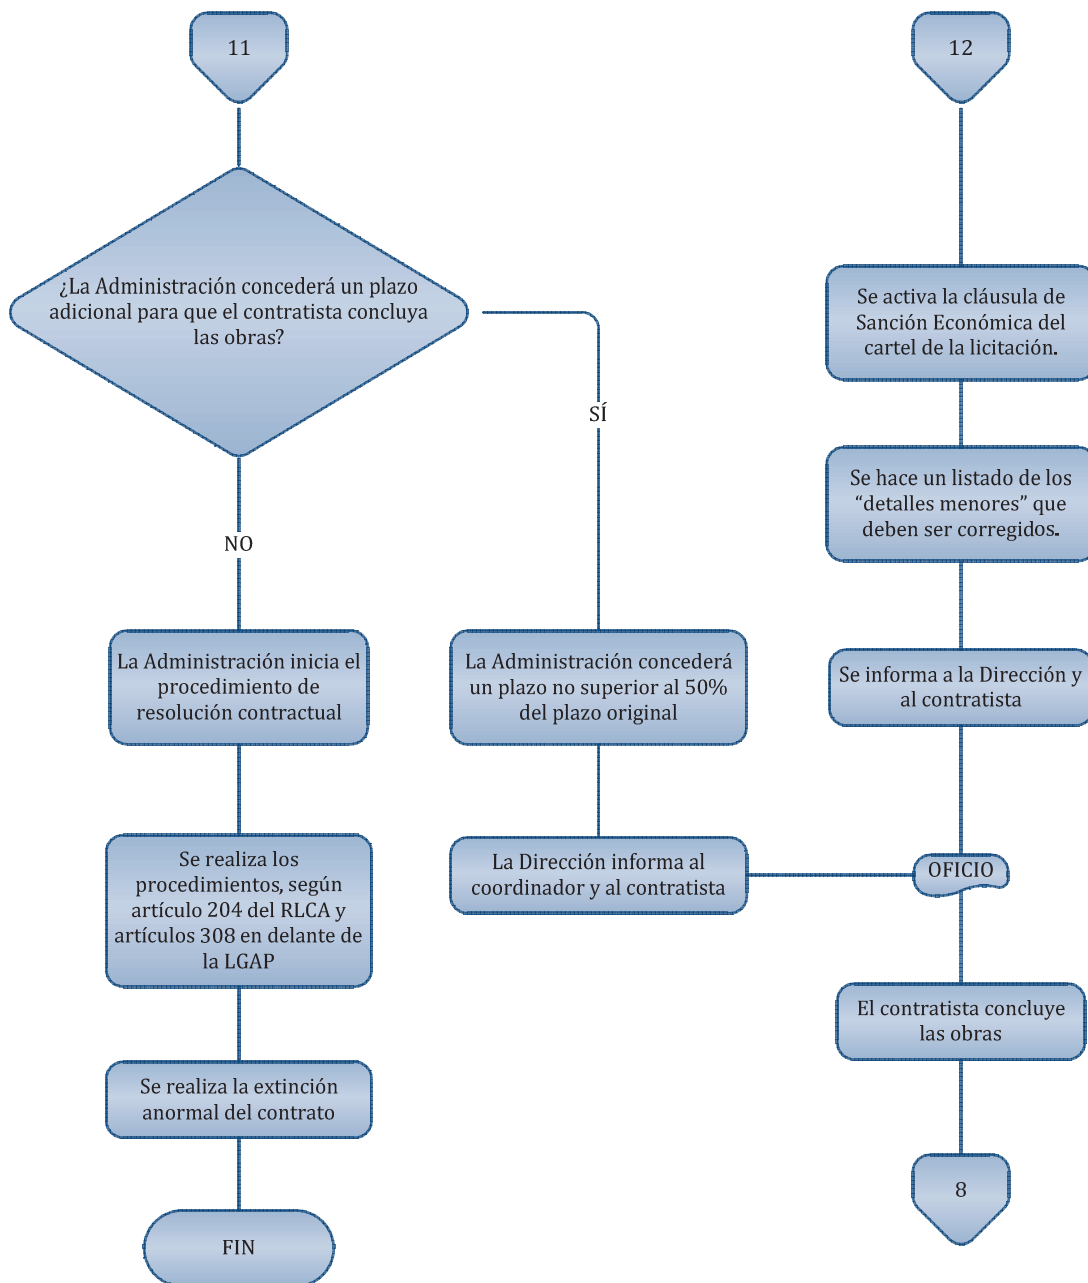 11
¿La Administración concederá un plazo
adicional para que el contratista concluya
las obras?
NO
La Administración inicia el
procedimiento de
resolución contractual
Se realiza los
procedimientos, según
artículo 204 del RLCA y
artículos 308 en delante de
la LGAP
Se realiza la extinción
anormal del contrato
FIN
SÍ
La Administración concederá
un plazo no superior al 50%
del plazo original
La Dirección informa al
coordinador y al contratista
12
Se activa la cláusula de
Sanción Económica del
cartel de la licitación.
Se hace un listado de los
“detalles menores” que
deben ser corregidos.
Se informa a la Dirección y
al contratista
OFICIO
El contratista concluye
las obras
8